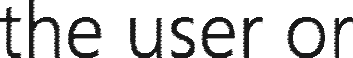 the user or